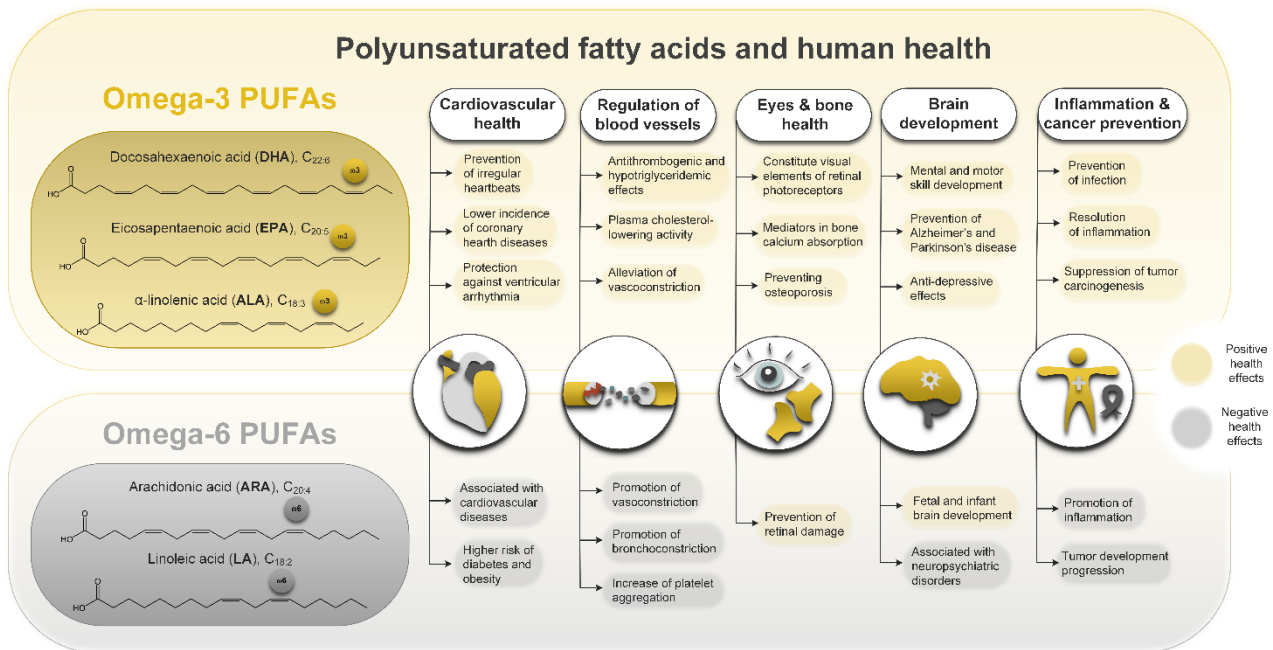 Polyunsaturated fatty acids and human health
Omega-3 PUFAs
Docosahexaenoic acid (DHA), C22:6
ω3
O
HO
Eicosapentaenoic acid (EPA), C20:5
ω3
O
HO
α-linolenic acid (ALA), C18:3
ω3
O
HO
Cardiovascular
health
Prevention
of irregular
heartbeats
Lower incidence
of coronary
hearth diseases
Protection
against ventricular
arrhythmia
Regulation of
blood vessels
Antithrombogenic and
hypotriglyceridemic
effects
Plasma cholesterol-
lowering activity
Alleviation of
vascoconstriction
Eyes & bone
health
Constitute visual
elements of retinal
photoreceptors
Mediators in bone
calcium absorption
Preventing
osteoporosis
Brain
development
Mental and motor
skill development
Prevention of
Alzheimer's and
Parkinson's disease
Anti-depressive
effects
Inflammation &
cancer prevention
Prevention
of infection
Resolution
of inflammation
Suppression of tumor
carcinogenesis
Positive
health
effects
Negative
health
effects
Omega-6 PUFAs
Arachidonic acid (ARA), C20:4
ω6
O
HO
Linoleic acid (LA), C18:2
ω6
O
HO
Associated with
cardiovascular
diseases
Higher risk of
diabetes and
obesity
Promotion of
vasoconstriction
Promotion of
bronchoconstriction
Increase of platelet
aggregation
Prevention of
retinal damage
Fetal and infant
brain development
Associated with
neuropsychiatric
disorders
Promotion of
inflammation
Tumor development
progression